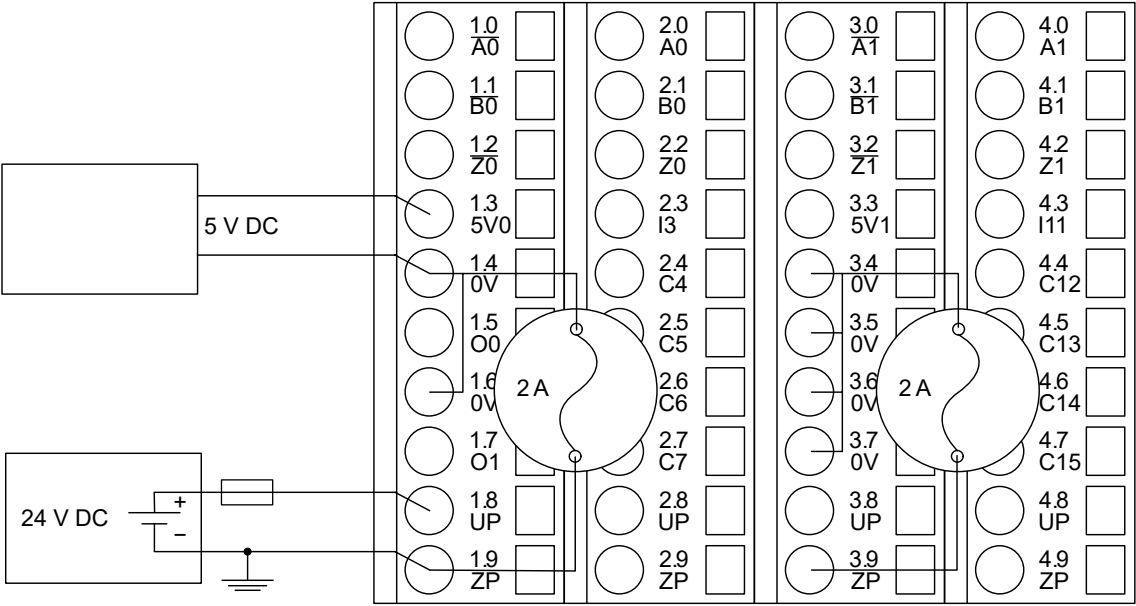 1.0
A0
2.0
A0
3.0
A1
4.0
A1
1.1
B0
2.1
B0
3.1
B1
4.1
B1
1.2
Z0
2.2
Z0
3.2
Z1
4.2
Z1
5 V DC
1.3
5V0
2.3
I3
3.3
5V1
4.3
I11
1.4
0V
2.4
C4
3.4
0V
4.4
C12
1.5
O0
2.5
C5
3.5
0V
4.5
C13
1.6
0V
2 A
2.6
C6
3.6
0V
2 A
4.6
C14
1.7
O1
2.7
C7
3.7
0V
4.7
C15
24 V DC
+
−
1.8
UP
2.8
UP
3.8
UP
4.8
UP
1.9
ZP
2.9
ZP
3.9
ZP
4.9
ZP